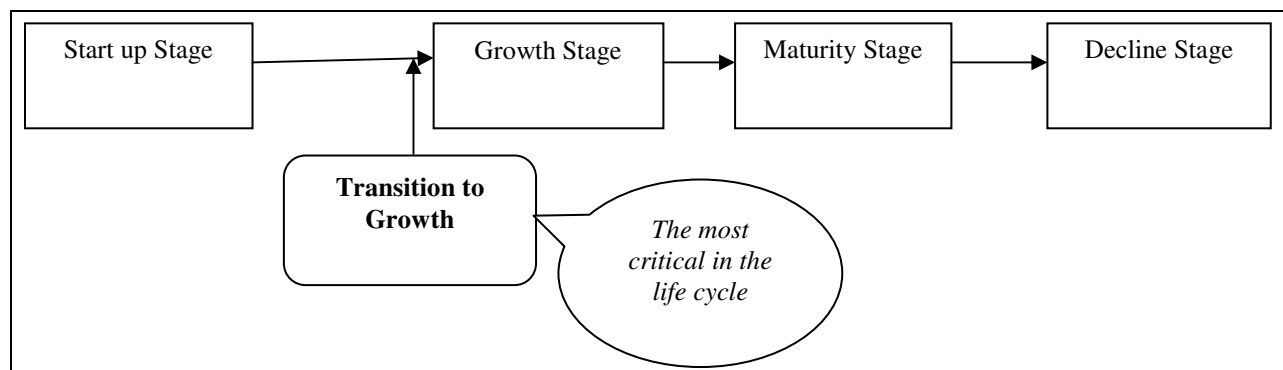 Start up Stage
Growth Stage
Maturity Stage
Decline Stage
Transition to
Growth
The most
critical in the
life cycle